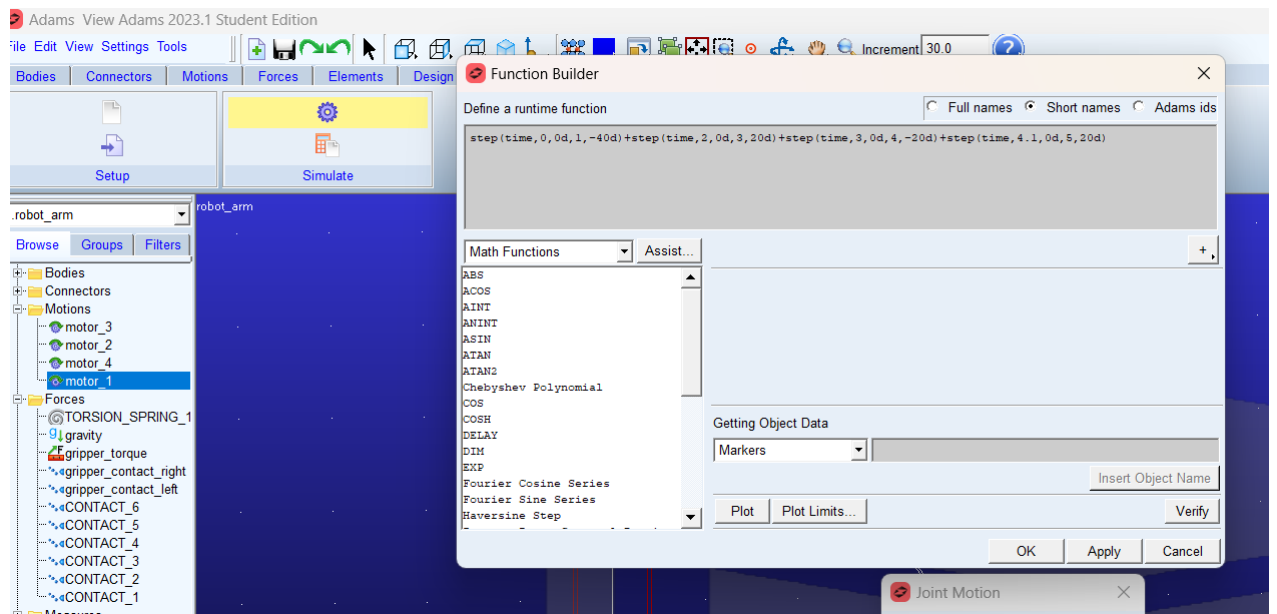 Adams View Adams 2023.1 Student Edition
File Edit View Settings Tools
Increment 30.0
Bodies Connectors Motions Forces Elements Design
Setup
Simulate
.robot_arm
Browse Groups Filters
Bodies
Connectors
Motions
motor_3
motor_2
motor_4
motor_1
Forces
TORSION_SPRING_1
gravity
gripper_torque
gripper_contact_right
gripper_contact_left
CONTACT_6
CONTACT_5
CONTACT_4
CONTACT_3
CONTACT_2
CONTACT_1
robot_arm
Function Builder
Define a runtime function
Full names Short names Adams ids
step(time,0,0d,1,-40d)+step(time,2,0d,3,20d)+step(time,3,0d,4,-20d)+step(time,4.1,0d,5,20d)
Math Functions Assist...
+
ABS
ACOS
AINT
ANINT
ASIN
ATAN
ATAN2
Chebyshev Polynomial
COS
COSH
DELAY
DIM
EXP
Fourier Cosine Series
Fourier Sine Series
Haversine Step
Getting Object Data
Markers
Insert Object Name
Plot Plot Limits... Verify
OK Apply Cancel
Joint Motion